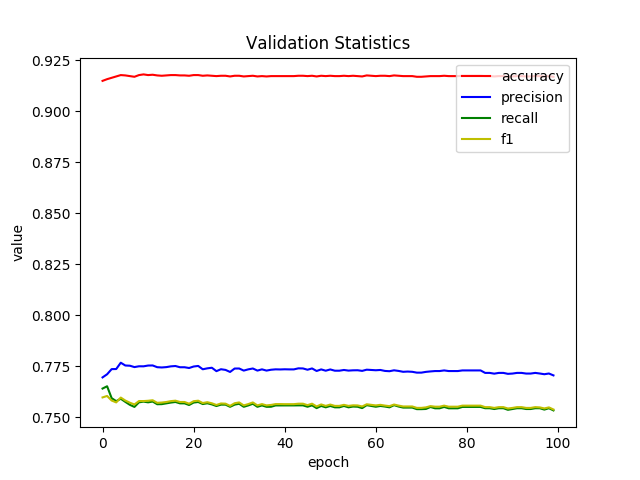 Validation Statistics
0.925
0.900
0.875
0.850
0.825
0.800
0.775
0.750
value
0
20
40
60
80
100
epoch
accuracy
precision
recall
f1